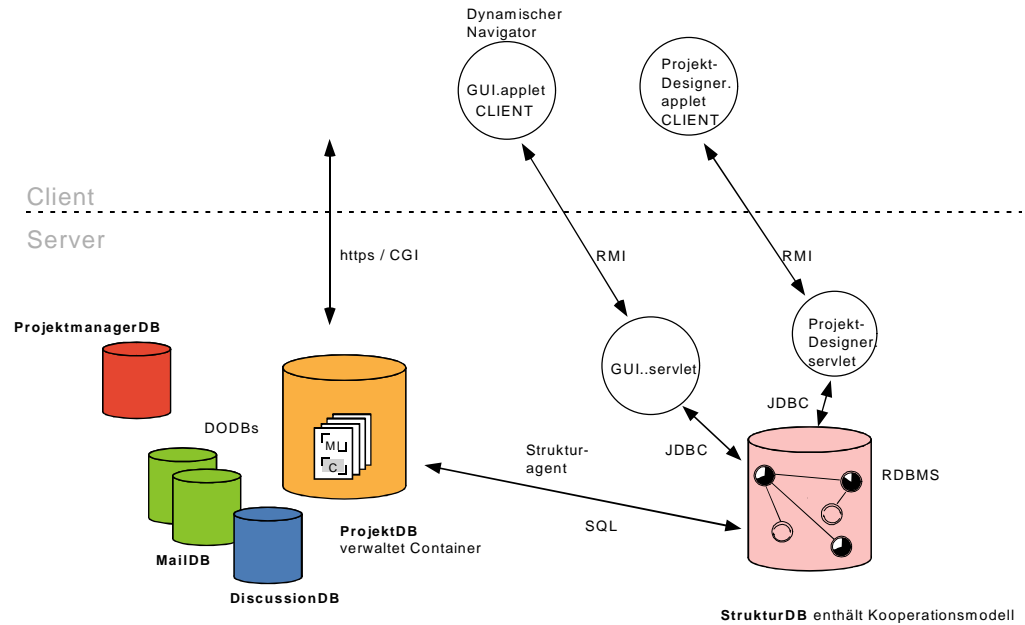 Dynamischer
Navigator
GUI.applet
CLIENT
Projekt-
Designer.
applet
CLIENT
Client
Server
https / CGI
RMI
RMI
ProjektmanagerDB
Projekt-
Designer.
servlet
GUI..servlet
JDBC
DODBs
M
C
Struktur-
agent
JDBC
RDBMS
SQL
ProjektDB
verwaltet Container
MailDB
DiscussionDB
StrukturDB enthält Kooperationsmodell